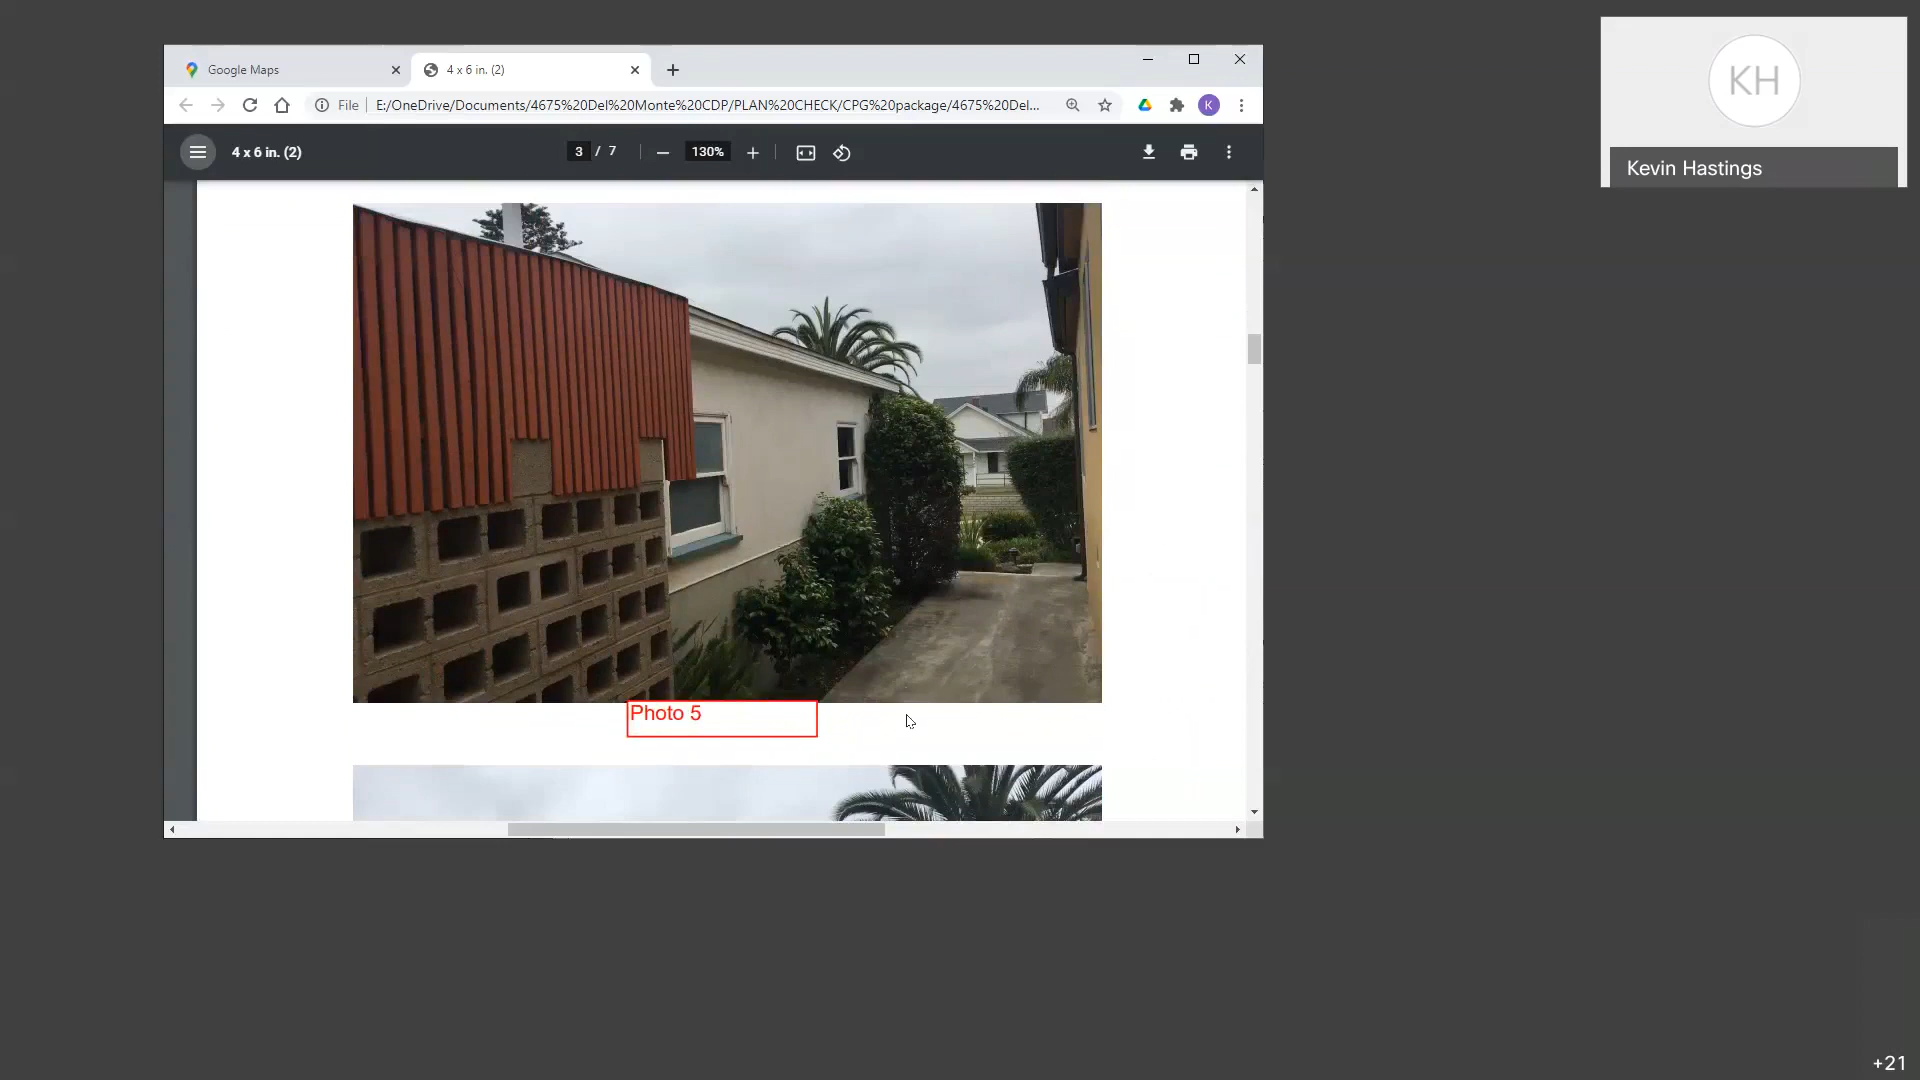 Google Maps
4 x 6 in. (2)
File
E:/OneDrive/Documents/4675%20Del%20Monte%20CDP/PLAN%20CHECK/CPG%20package/4675%20Del...
K
4 x 6 in. (2)
3 / 7
130%
Photo 5
KH
Kevin Hastings
+21